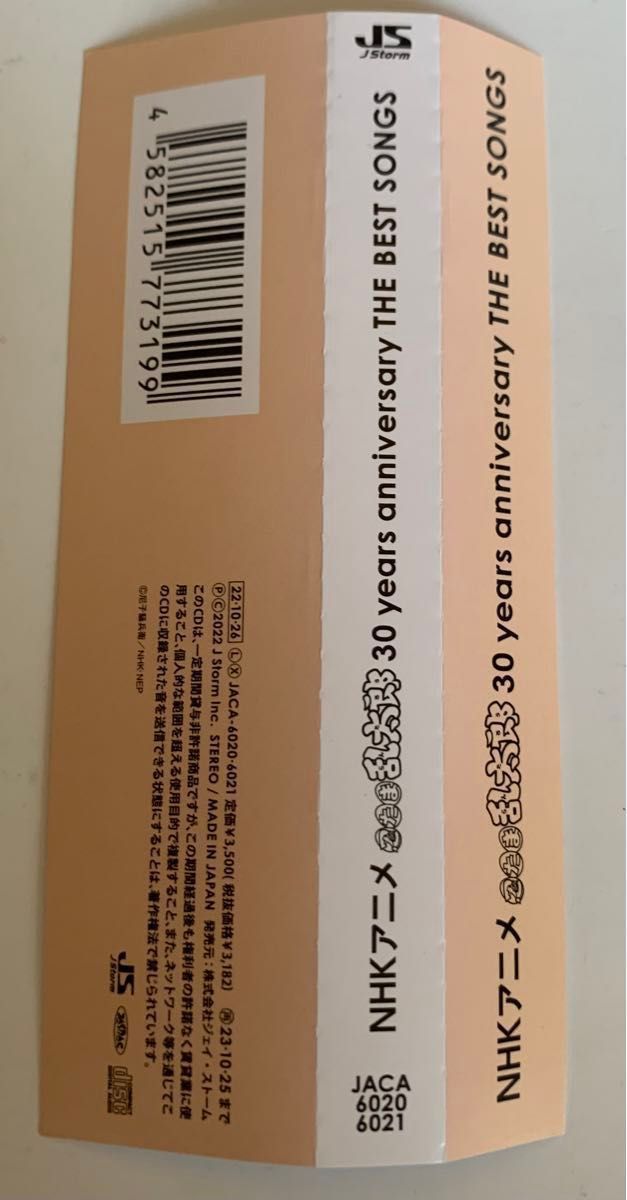 JS
J Storm
NHKアニメ 忍たま乱太郎 30 years anniversary THE BEST SONGS
NHKアニメ 忍たま乱太郎 30 years anniversary THE BEST SONGS
JACA
6020
6021
4 582515 773199
22・10・26 Ⓛ Ⓧ JACA-6020・6021 定価¥3,500(税抜価格¥3,182) 23・10・25まで
Ⓟ Ⓒ2022 J Storm Inc. STEREO / MADE IN JAPAN 発売元:株式会社ジェイ・ストーム
このCDは、一定期間貸与非許諾商品ですが、この期間経過後も権利者の許諾なく賃貸業に使
用すること、個人的な範囲を超える使用目的で複製すること、また、ネットワーク等を通じてこ
のCDに収録された音を送信できる状態にすることは、著作権法で禁じられています。
©尼子騒兵衛/NHK・NEP
JS
J Storm
COMPACT
disc
DIGITAL AUDIO